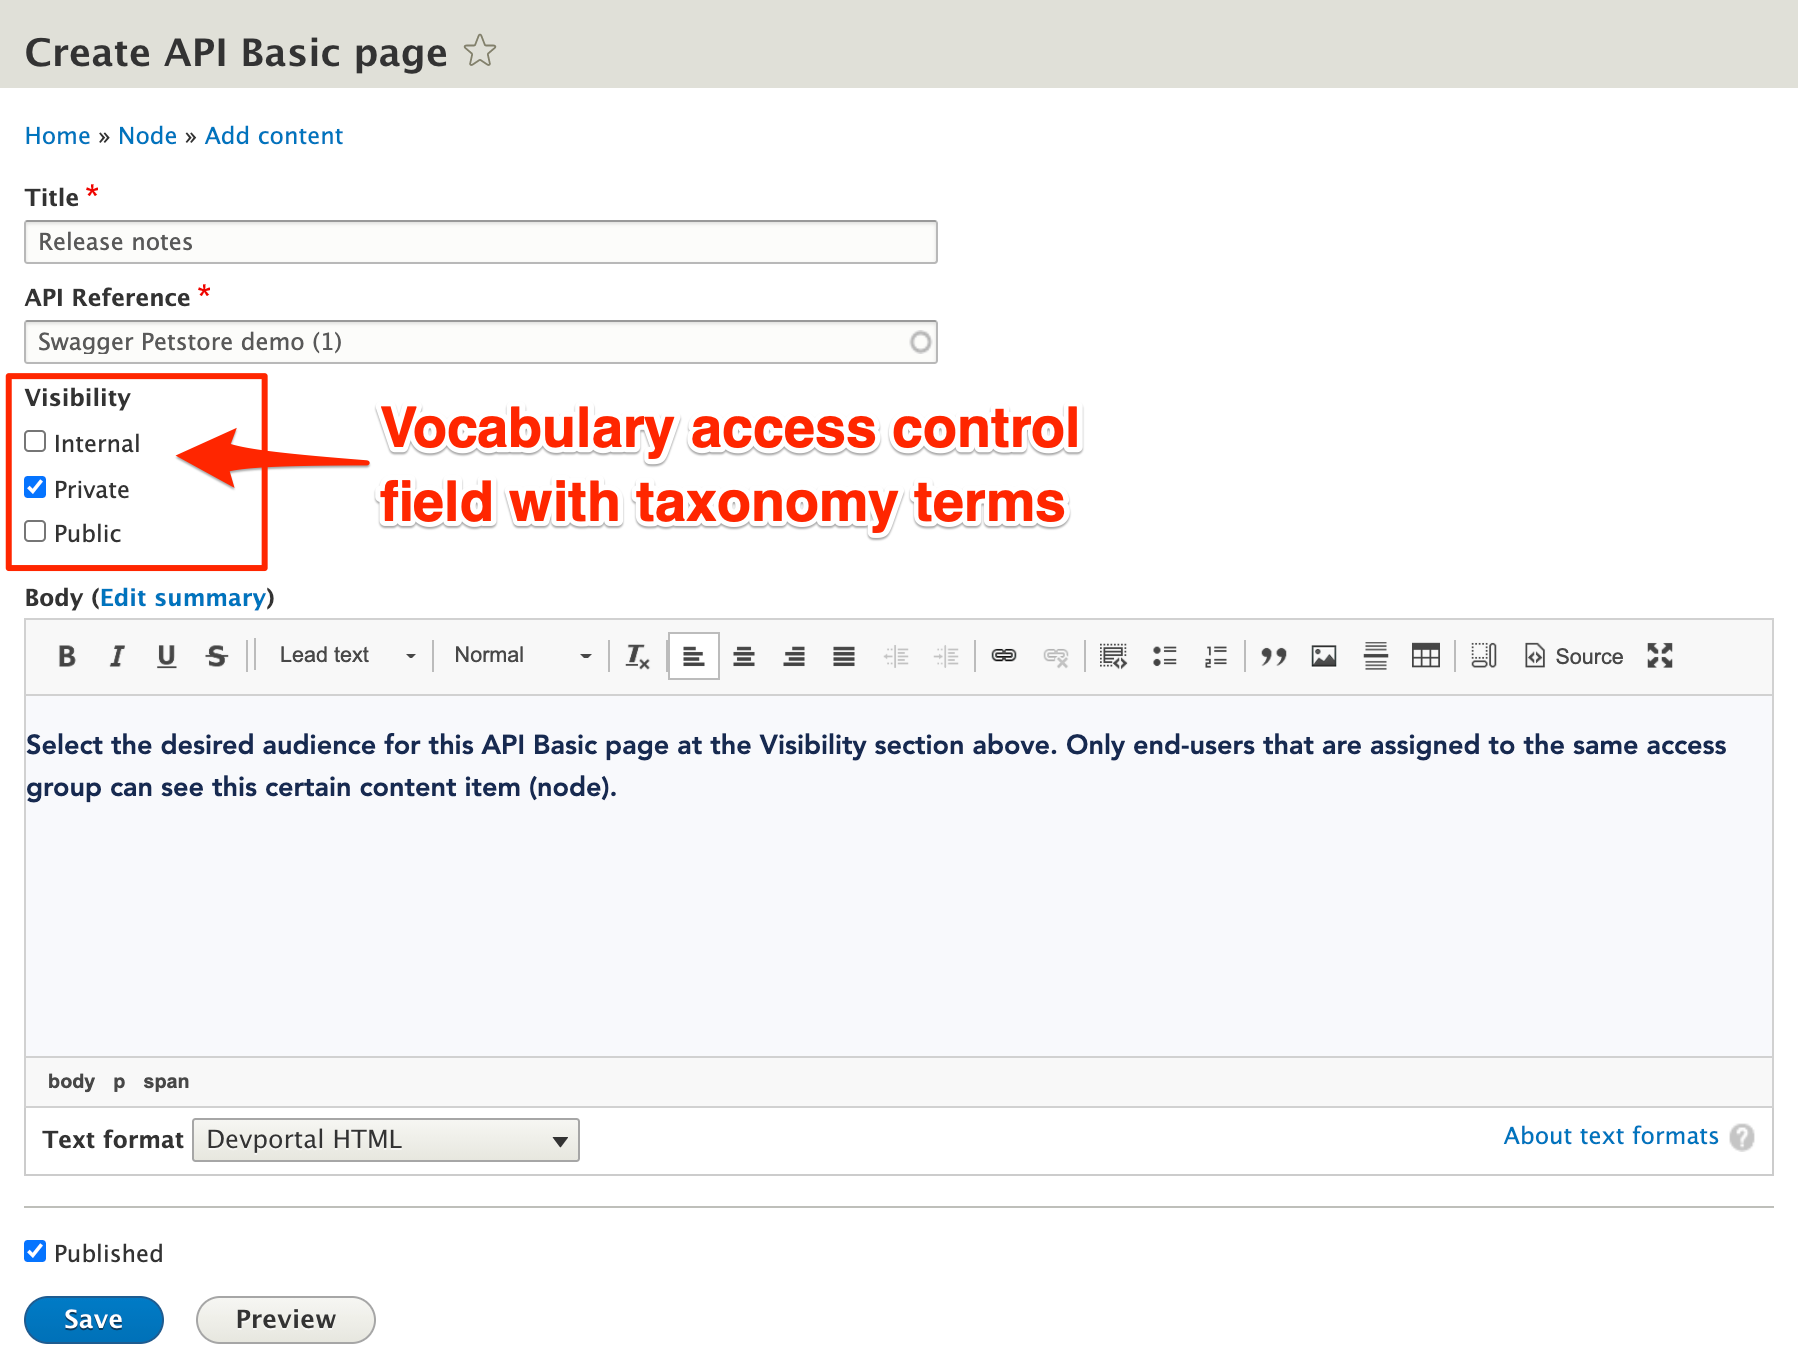 Create API Basic page
Home » Node » Add content
Title *
Release notes
API Reference *
Swagger Petstore demo (1)
Visibility
Internal
Private
Public
Vocabulary access control
field with taxonomy terms
Body (Edit summary)
B I U S Lead text Normal Tx Source
Select the desired audience for this API Basic page at the Visibility section above. Only end-users that are assigned to the same access
group can see this certain content item (node).
body p span
Text format Devportal HTML About text formats ?
Published
Save Preview